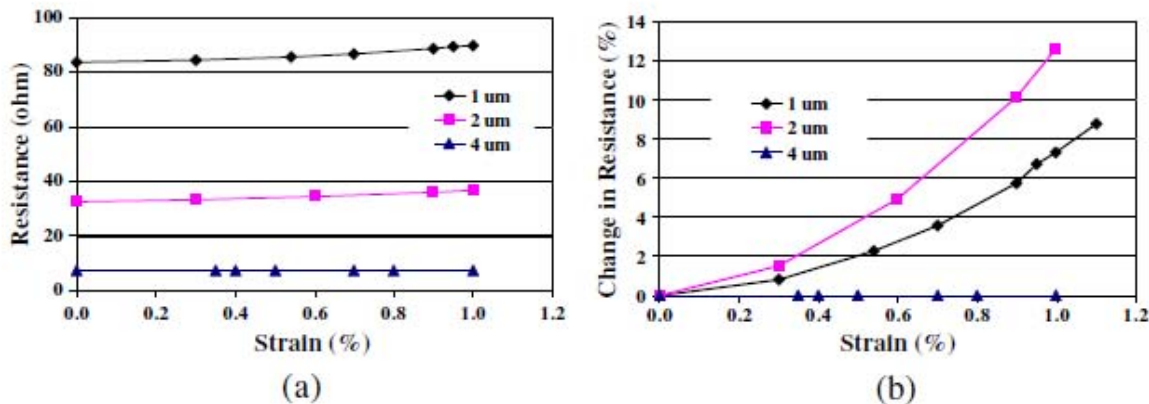 100
80
60
40
20
0
Resistance (ohm)
1 um
2 um
4 um
0.0 0.2 0.4 0.6 0.8 1.0 1.2
Strain (%)
(a)
14
12
10
8
6
4
2
0
Change in Resistance (%)
1 um
2 um
4 um
0.0 0.2 0.4 0.6 0.8 1.0 1.2
Strain (%)
(b)